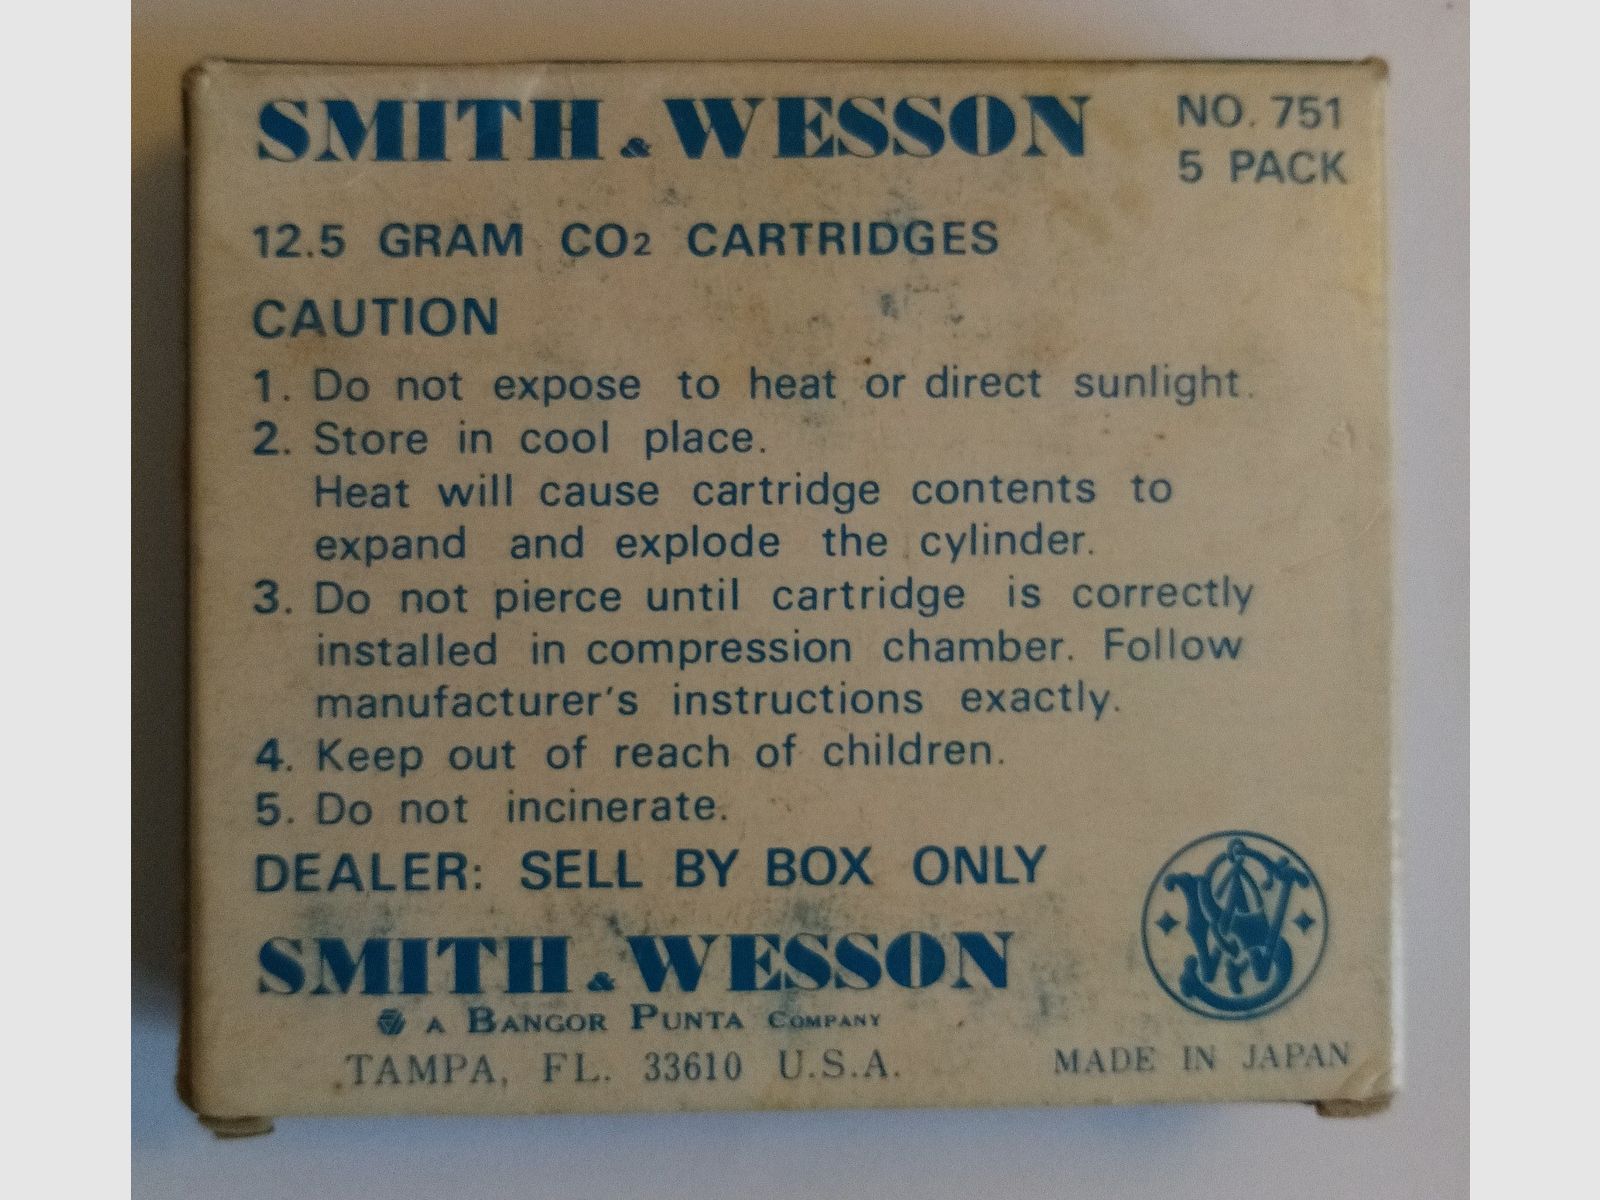 SMITH & WESSON
NO. 751
5 PACK
12.5 GRAM CO2 CARTRIDGES
CAUTION
1. Do not expose to heat or direct sunlight.
2. Store in cool place.
Heat will cause cartridge contents to
expand and explode the cylinder.
3. Do not pierce until cartridge is correctly
installed in compression chamber. Follow
manufacturer's instructions exactly.
4. Keep out of reach of children.
5. Do not incinerate.
DEALER: SELL BY BOX ONLY
SMITH & WESSON
A BANGOR PUNTA COMPANY
TAMPA, FL. 33610 U.S.A.
MADE IN JAPAN